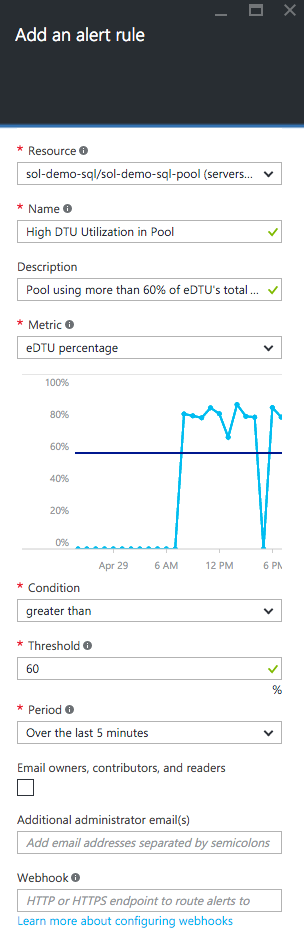 Add an alert rule
* Resource
sol-demo-sql/sol-demo-sql-pool (servers...
* Name
High DTU Utilization in Pool
Description
Pool using more than 60% of eDTU's total ...
* Metric
eDTU percentage
100%
80%
60%
40%
20%
0%
Apr 29 6 AM 12 PM 6 PM
* Condition
greater than
* Threshold
60
%
* Period
Over the last 5 minutes
Email owners, contributors, and readers
Additional administrator email(s)
Add email addresses separated by semicolons
Webhook
HTTP or HTTPS endpoint to route alerts to
Learn more about configuring webhooks